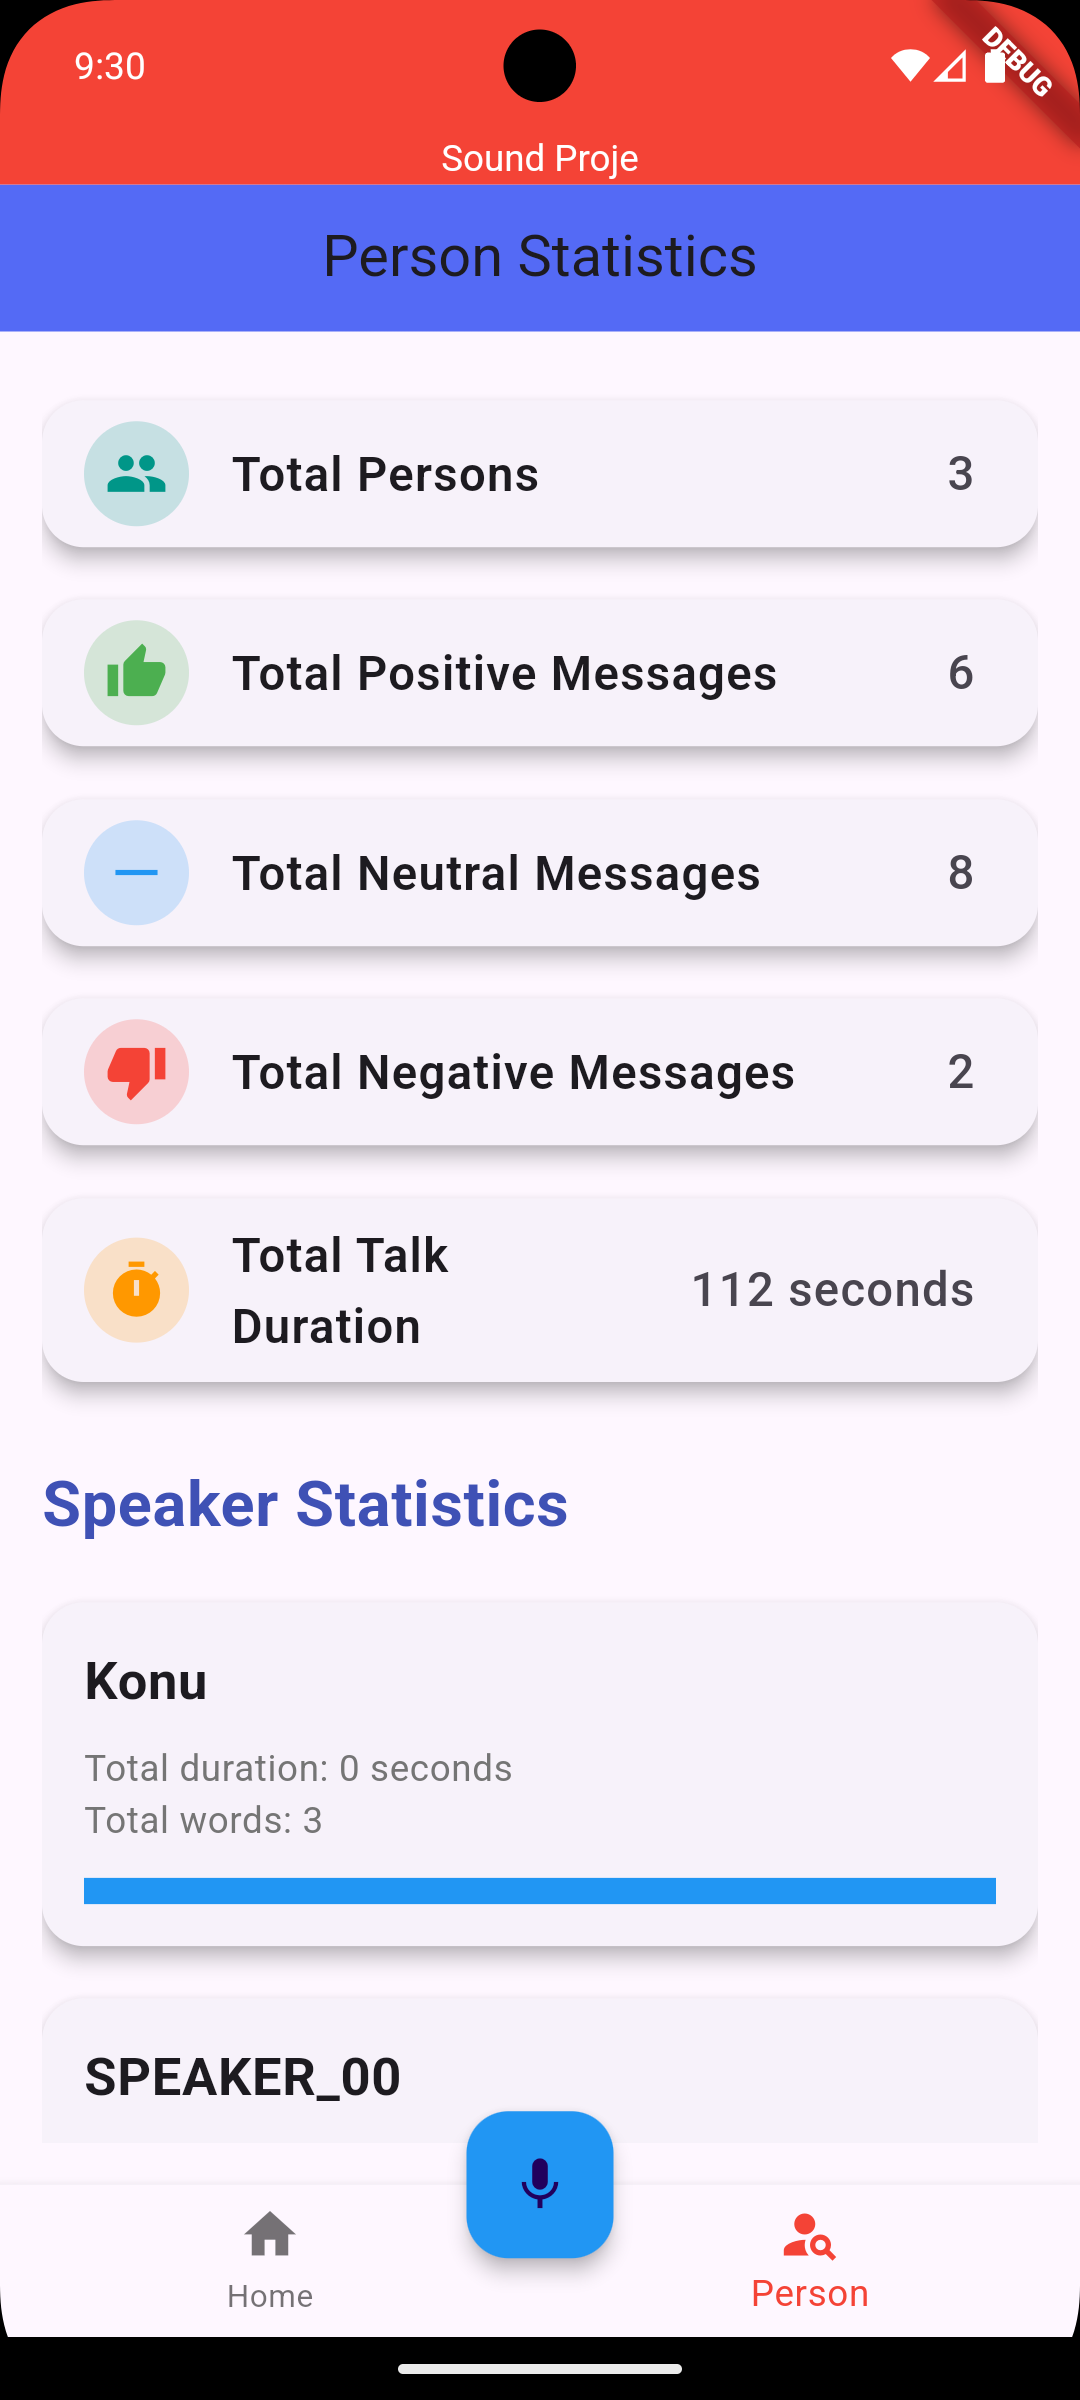 9:30
DEBUG
Sound Proje
Person Statistics
Total Persons 3
Total Positive Messages 6
Total Neutral Messages 8
Total Negative Messages 2
Total Talk
Duration
112 seconds
Speaker Statistics
Konu
Total duration: 0 seconds
Total words: 3
SPEAKER_00
Home
Person